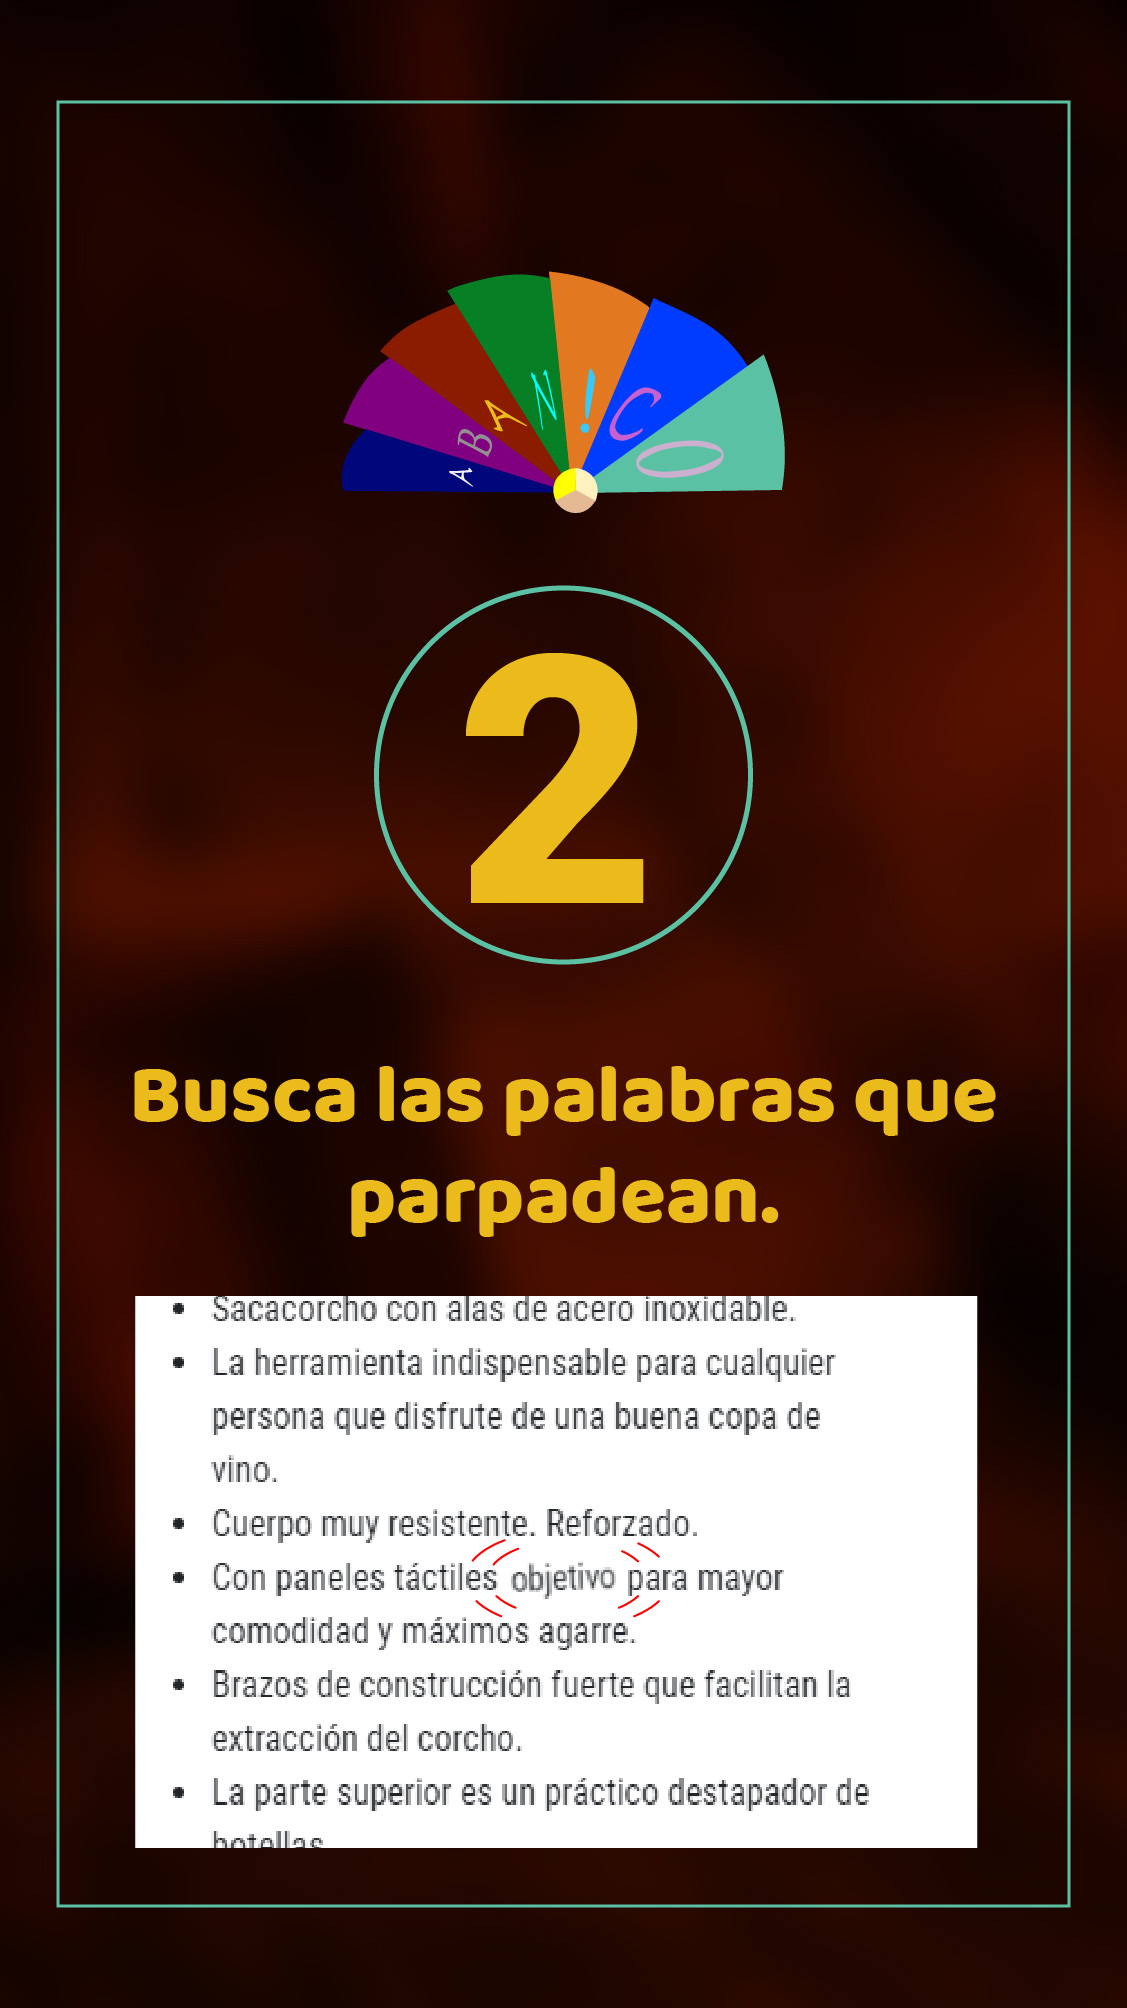 ABAN!CO
2
Busca las palabras que
parpadean.
• Sacacorcho con alas de acero inoxidable.
• La herramienta indispensable para cualquier
persona que disfrute de una buena copa de
vino.
• Cuerpo muy resistente. Reforzado.
• Con paneles táctiles objetivo para mayor
comodidad y máximos agarre.
• Brazos de construcción fuerte que facilitan la
extracción del corcho.
• La parte superior es un práctico destapador de
botellas